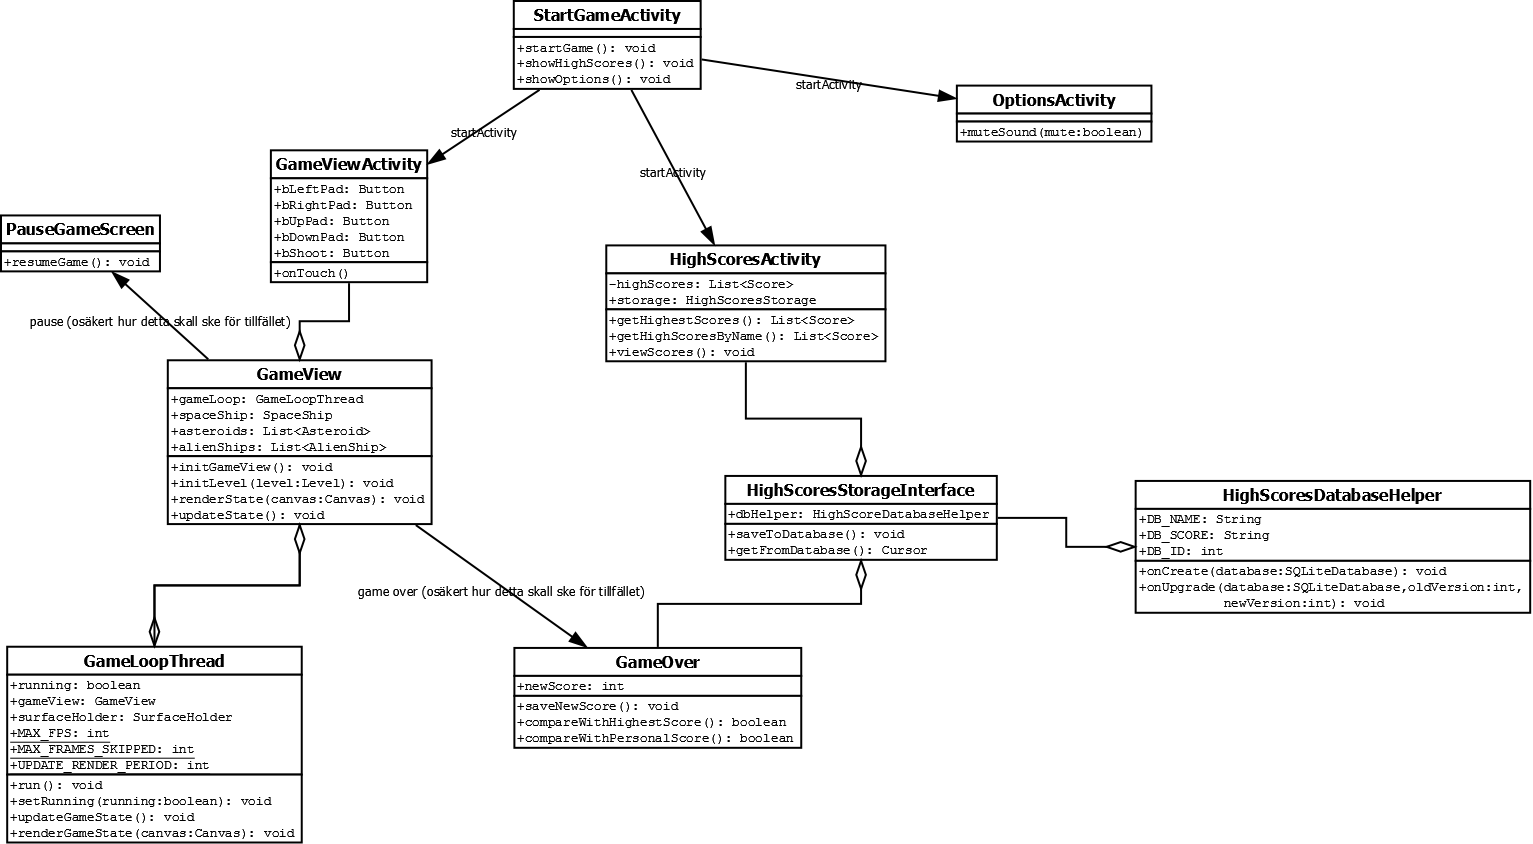 StartGameActivity
+startGame(): void
+showHighScores(): void
+showOptions(): void
startActivity
OptionsActivity
+muteSound(mute:boolean)
startActivity
GameViewActivity
+bLeftPad: Button
+bRightPad: Button
+bUpPad: Button
+bDownPad: Button
+bShoot: Button
+onTouch()
startActivity
PauseGameScreen
+resumeGame(): void
HighScoresActivity
-highScores: List<Score>
+storage: HighScoresStorage
+getHighestScores(): List<Score>
+getHighScoresByName(): List<Score>
+viewScores(): void
pause (osäkert hur detta skall ske för tillfället)
GameView
+gameLoop: GameLoopThread
+spaceShip: SpaceShip
+asteroids: List<Asteroid>
+alienShips: List<AlienShip>
+initGameView(): void
+initLevel(level:Level): void
+renderState(canvas:Canvas): void
+updateState(): void
HighScoresStorageInterface
+dbHelper: HighScoreDatabaseHelper
+saveToDatabase(): void
+getFromDatabase(): Cursor
HighScoresDatabaseHelper
+DB_NAME: String
+DB_SCORE: String
+DB_ID: int
+onCreate(database:SQLiteDatabase): void
+onUpgrade(database:SQLiteDatabase,oldVersion:int,
newVersion:int): void
game over (osäkert hur detta skall ske för tillfället)
GameLoopThread
+running: boolean
+gameView: GameView
+surfaceHolder: SurfaceHolder
+MAX_FPS: int
+MAX_FRAMES_SKIPPED: int
+UPDATE_RENDER_PERIOD: int
+run(): void
+setRunning(running:boolean): void
+updateGameState(): void
+renderGameState(canvas:Canvas): void
GameOver
+newScore: int
+saveNewScore(): void
+compareWithHighestScore(): boolean
+compareWithPersonalScore(): boolean